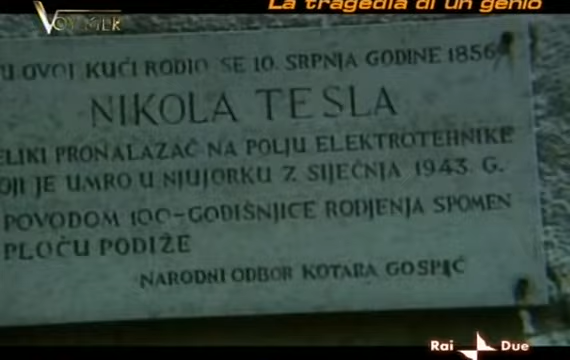 VOYAGER
La tragedia di un genio
U OVOJ KUĆI RODIO SE 10. SRPNJA GODINE 1856
NIKOLA TESLA
ELIKI PRONALAZAČ NA POLJU ELEKTROTEHNIKE
OJI JE UMRO U NJUJORKU 7. SIJEČNJA 1943. G.
POVODOM 100-GODIŠNJICE RODJENJA SPOMEN
PLOČU PODIŽE
NARODNI ODBOR KOTARA GOSPIĆ
Rai Due